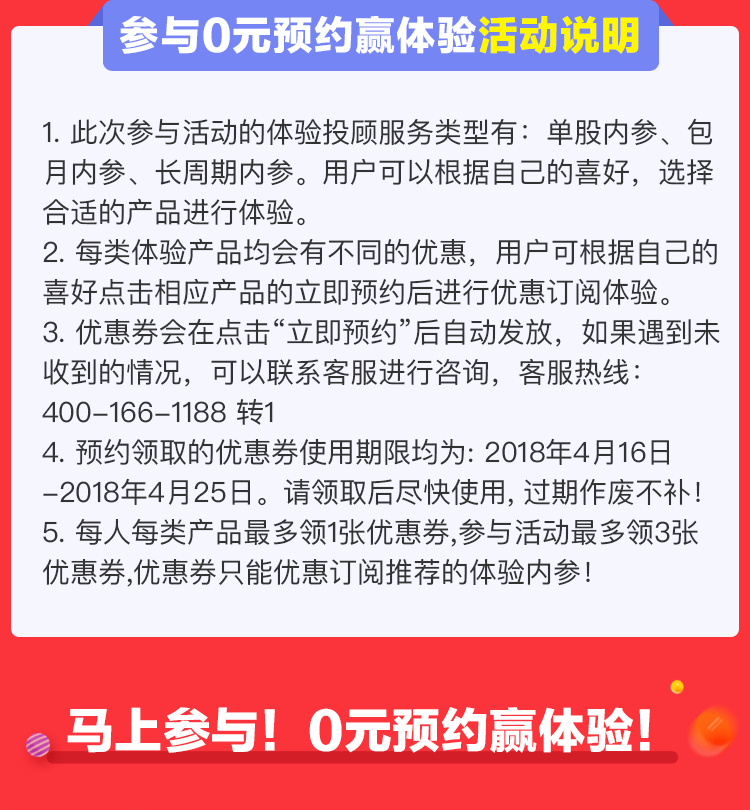 参与0元预约赢体验活动说明
1. 此次参与活动的体验投顾服务类型有：单股内参、包
月内参、长周期内参。用户可以根据自己的喜好，选择
合适的产品进行体验。
2. 每类体验产品均会有不同的优惠，用户可根据自己的
喜好点击相应产品的立即预约后进行优惠订阅体验。
3. 优惠券会在点击“立即预约”后自动发放，如果遇到未
收到的情况，可以联系客服进行咨询，客服热线：
400-166-1188 转1
4. 预约领取的优惠券使用期限均为: 2018年4月16日
-2018年4月25日。请领取后尽快使用, 过期作废不补！
5. 每人每类产品最多领1张优惠券,参与活动最多领3张
优惠券,优惠券只能优惠订阅推荐的体验内参！
马上参与！0元预约赢体验！